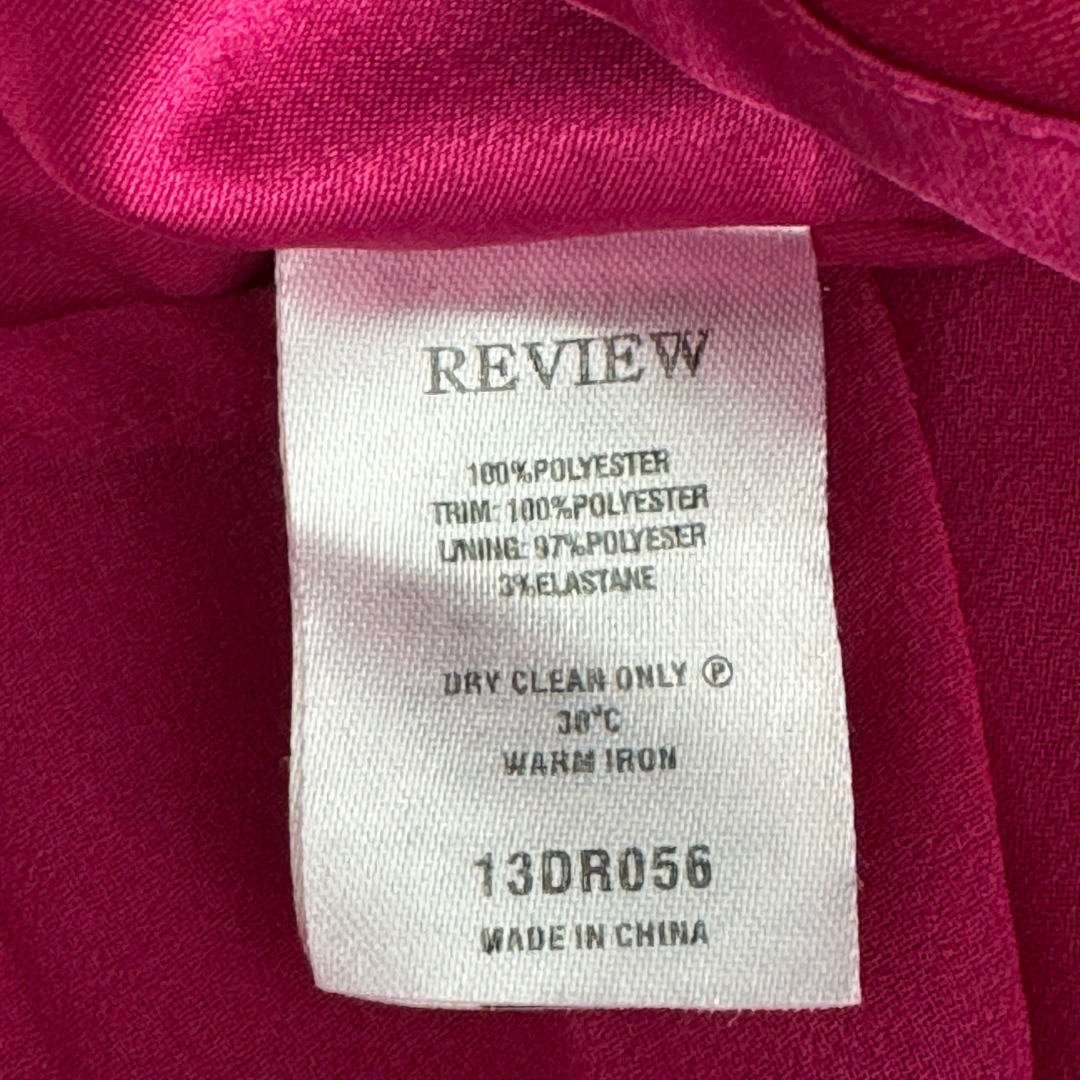 REVIEW
100%POLYESTER
TRIM: 100%POLYESTER
LINING: 97%POLYESER
3%ELASTANE
DRY CLEAN ONLY Ⓟ
30°C
WARM IRON
13DR056
MADE IN CHINA